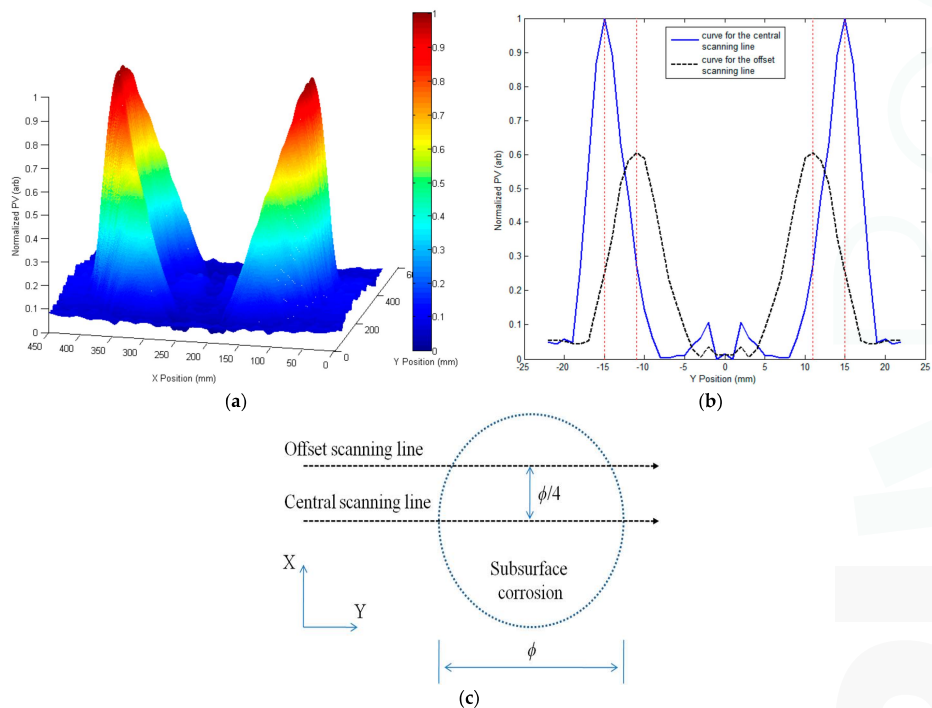 1
0.9
0.8
0.7
0.6
0.5
0.4
0.3
0.2
0.1
0
Normalized PV (arb)
450
400
350
300
250
200
150
100
50
0
X Position (mm)
0
200
400
Y Position (mm)
1
0.9
0.8
0.7
0.6
0.5
0.4
0.3
0.2
0.1
0
(a)
1
0.9
0.8
0.7
0.6
0.5
0.4
0.3
0.2
0.1
0
Normalized PV (arb)
curve for the central
scanning line
curve for the offset
scanning line
-25
-20
-15
-10
-5
0
5
10
15
20
25
Y Position (mm)
(b)
Offset scanning line
Central scanning line
ϕ/4
X
Y
Subsurface
corrosion
ϕ
(c)